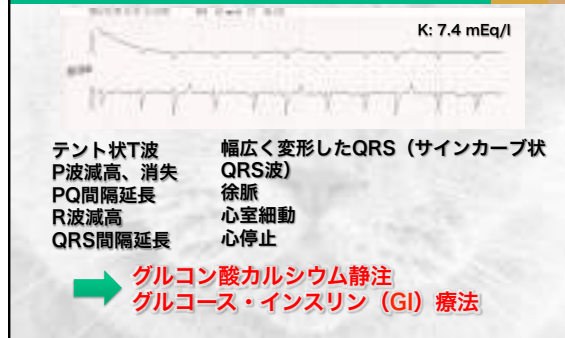 K: 7.4 mEq/l
テント状T波
P波減高、消失
PQ間隔延長
R波減高
QRS間隔延長
幅広く変形したQRS（サインカーブ状
QRS波）
徐脈
心室細動
心停止
グルコン酸カルシウム静注
グルコース・インスリン（GI）療法